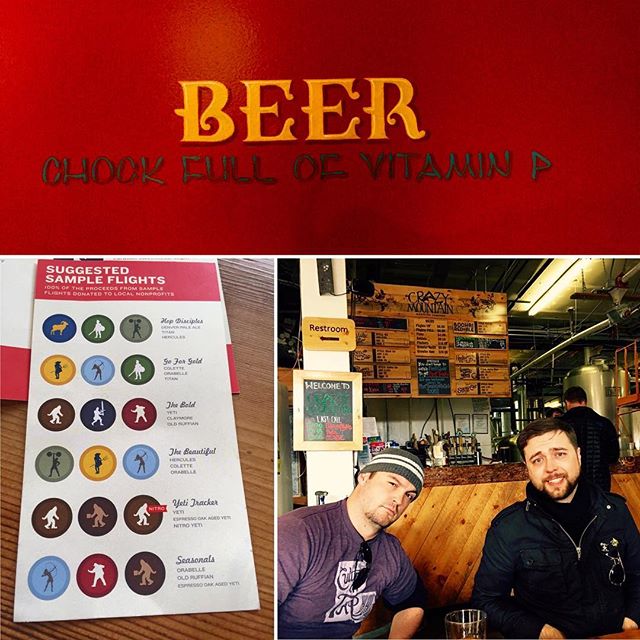 BEER
CHOCK FULL OF VITAMIN P
SUGGESTED
SAMPLE FLIGHTS
100% OF THE PROCEEDS FROM SAMPLE
FLIGHTS DONATED TO LOCAL NONPROFITS
Hop Disciples
DENVER PALE ALE
TITAN
HERCULES
Go For Gold
COLETTE
ORABELLE
TITAN
The Bold
YETI
CLAYMORE
OLD RUFFIAN
The Beautiful
HERCULES
COLETTE
ORABELLE
NITRO
Yeti Tracker
YETI
ESPRESSO OAK AGED YETI
NITRO YETI
Seasonals
ORABELLE
OLD RUFFIAN
ESPRESSO OAK AGED YETI
CRAZY
MOUNTAIN
Restroom
WELCOME TO